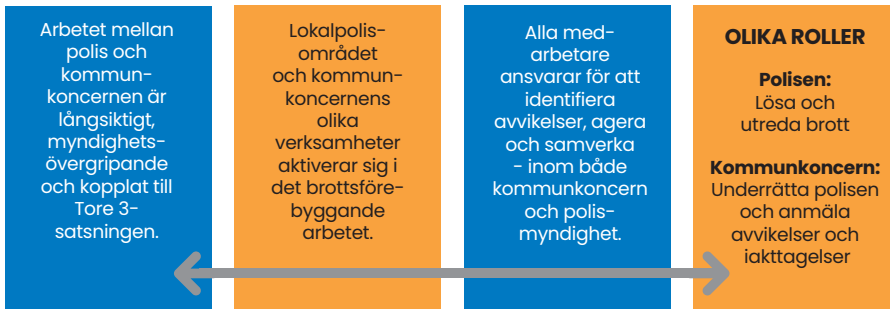 Arbetet mellan
polis och
kommun-
koncernen är
långsiktigt,
myndighets-
övergripande
och kopplat till
Tore 3-
satsningen.
Lokalpolis-
området
och kommun-
koncernens
olika
verksamheter
aktiverar sig i
det brottsföre-
byggande
arbetet.
Alla med-
arbetare
ansvarar för att
identifiera
avvikelser, agera
och samverka
- inom både
kommunkoncern
och polis-
myndighet.
OLIKA ROLLER
Polisen:
Lösa och
utreda brott
Kommunkoncern:
Underrätta polisen
och anmäla
avvikelser och
iakttagelser